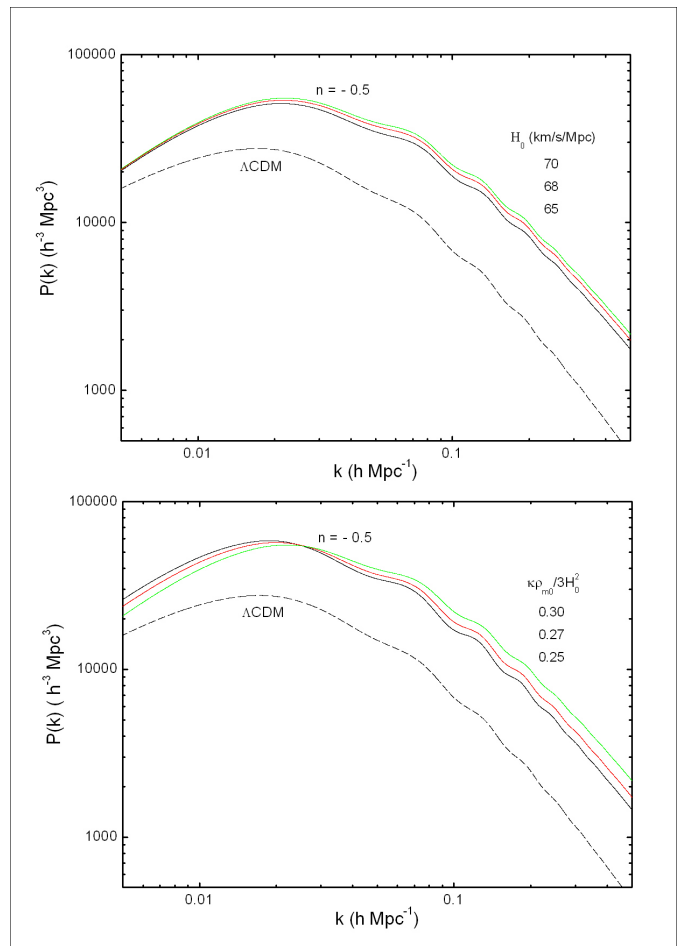 100000
n = - 0.5
H₀ (km/s/Mpc)
70
68
65
ΛCDM
10000
1000
P(k) (h⁻³ Mpc³)
0.01
0.1
k (h Mpc⁻¹)
100000
n = - 0.5
κρₘ₀/3H₀²
0.30
0.27
0.25
ΛCDM
10000
1000
P(k) ( h⁻³ Mpc³)
0.01
0.1
k (h Mpc⁻¹)